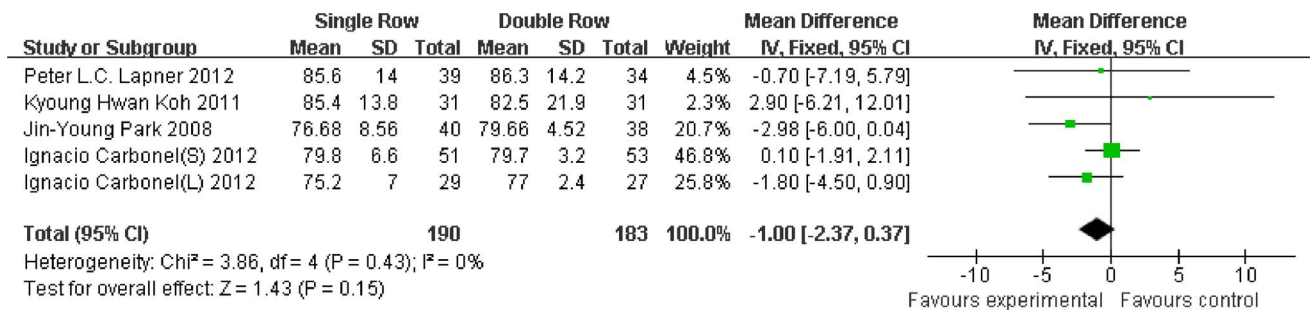 Single Row Double Row Mean Difference Mean Difference
Study or Subgroup Mean SD Total Mean SD Total Weight IV, Fixed, 95% CI IV, Fixed, 95% CI
Peter L.C. Lapner 2012 85.6 14 39 86.3 14.2 34 4.5% -0.70 [-7.19, 5.79]
Kyoung Hwan Koh 2011 85.4 13.8 31 82.5 21.9 31 2.3% 2.90 [-6.21, 12.01]
Jin-Young Park 2008 76.68 8.56 40 79.66 4.52 38 20.7% -2.98 [-6.00, 0.04]
Ignacio Carbonel(S) 2012 79.8 6.6 51 79.7 3.2 53 46.8% 0.10 [-1.91, 2.11]
Ignacio Carbonel(L) 2012 75.2 7 29 77 2.4 27 25.8% -1.80 [-4.50, 0.90]
Total (95% CI) 190 183 100.0% -1.00 [-2.37, 0.37]
Heterogeneity: Chi² = 3.86, df = 4 (P = 0.43); I² = 0%
Test for overall effect: Z = 1.43 (P = 0.15)
-10 -5 0 5 10
Favours experimental Favours control